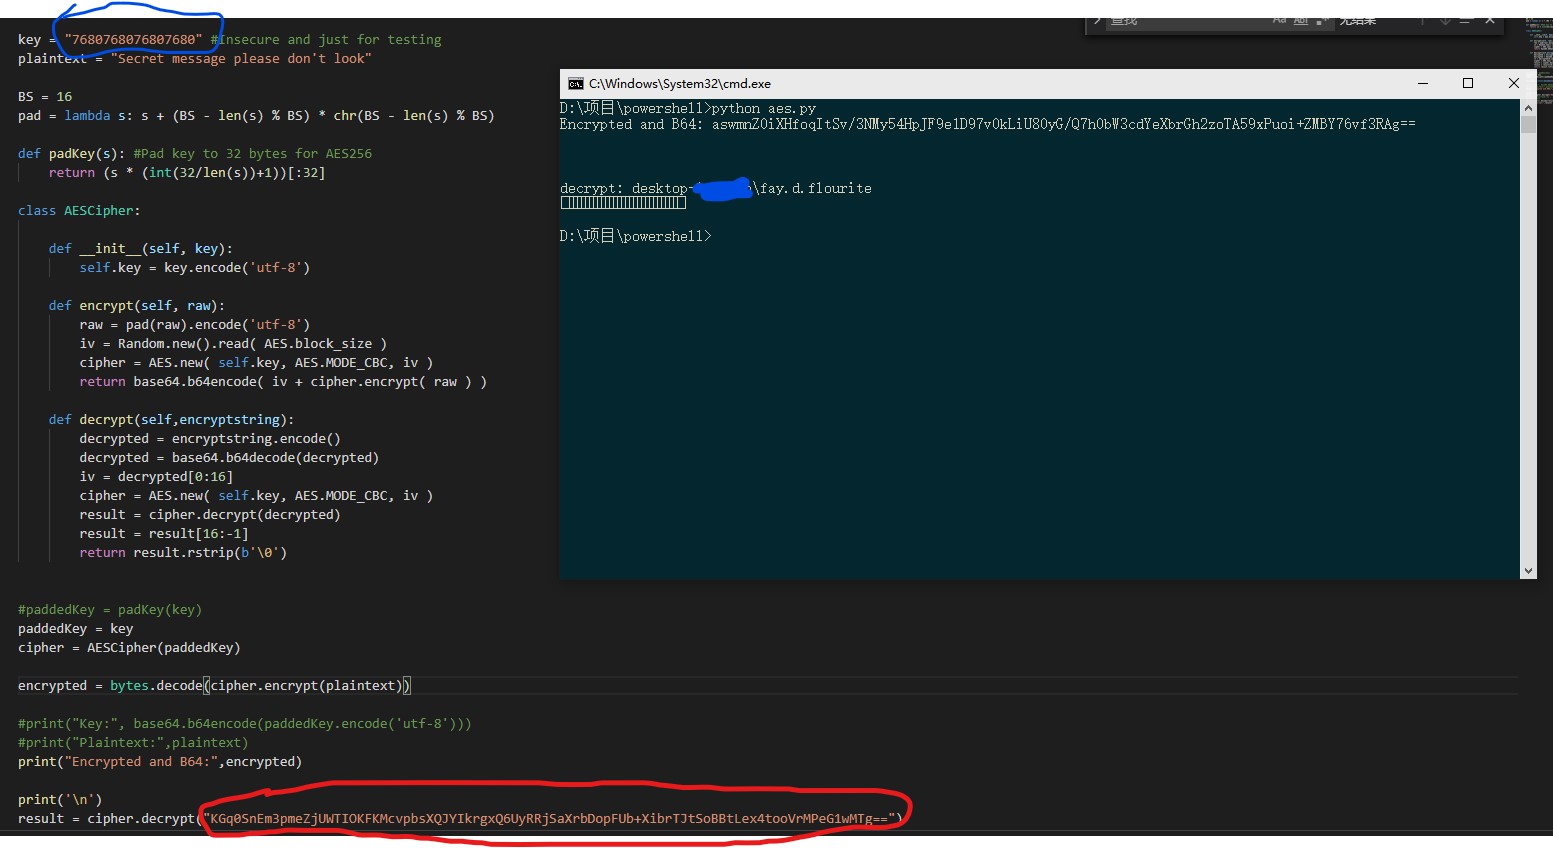 key = "7680768076807680" #Insecure and just for testing
plaintext = "Secret message please don't look"
BS = 16
pad = lambda s: s + (BS - len(s) % BS) * chr(BS - len(s) % BS)
def padKey(s): #Pad key to 32 bytes for AES256
return (s * (int(32/len(s))+1))[:32]
class AESCipher:
def __init__(self, key):
self.key = key.encode('utf-8')
def encrypt(self, raw):
raw = pad(raw).encode('utf-8')
iv = Random.new().read( AES.block_size )
cipher = AES.new( self.key, AES.MODE_CBC, iv )
return base64.b64encode( iv + cipher.encrypt( raw ) )
def decrypt(self,encryptstring):
decrypted = encryptstring.encode()
decrypted = base64.b64decode(decrypted)
iv = decrypted[0:16]
cipher = AES.new( self.key, AES.MODE_CBC, iv )
result = cipher.decrypt(decrypted)
result = result[16:-1]
return result.rstrip(b'\0')
#paddedKey = padKey(key)
paddedKey = key
cipher = AESCipher(paddedKey)
encrypted = bytes.decode(cipher.encrypt(plaintext))
#print("Key:", base64.b64encode(paddedKey.encode('utf-8')))
#print("Plaintext:",plaintext)
print("Encrypted and B64:",encrypted)
print('\n')
result = cipher.decrypt("KGq0SnEm3pmeZjUWTIOKFKMcvpbsXQJYIkrgxQ6UyRRjSaXrbDopFUb+XibrTJtSoBBtLex4tooVrMPeG1wMTg==")
查找
Aa Abl .*
C:\Windows\System32\cmd.exe
D:\项目\powershell>python aes.py
Encrypted and B64: aswmnZOiXHfoqItSv/3NMy54HpJF9e1D97v0kLiU8OyG/Q7h0bW3cdYeXbrGh2zoTA59xPuoi+ZMBY76vf3RAg==
decrypt: desktop- \fay.d.flourite
D:\项目\powershell>